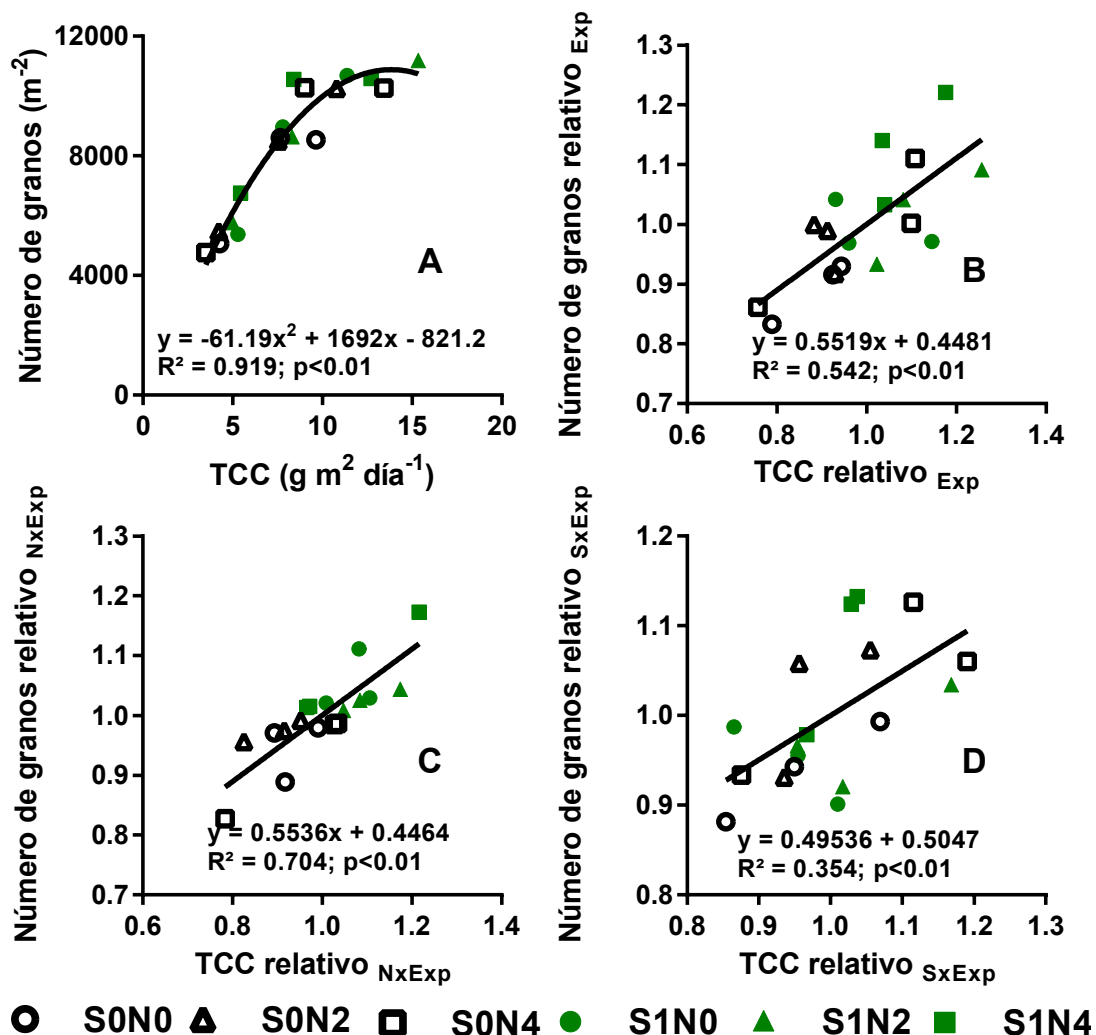 12000
8000
4000
0
0 5 10 15 20
Número de granos (m⁻²)
TCC (g m² día⁻¹)
A
y = -61.19x² + 1692x - 821.2
R² = 0.919; p<0.01
1.3
1.2
1.1
1.0
0.9
0.8
0.7
0.6 0.8 1.0 1.2 1.4
Número de granos relativo Exp
TCC relativo Exp
B
y = 0.5519x + 0.4481
R² = 0.542; p<0.01
1.3
1.2
1.1
1.0
0.9
0.8
0.7
0.6 0.8 1.0 1.2 1.4
Número de granos relativo NxExp
TCC relativo NxExp
C
y = 0.5536x + 0.4464
R² = 0.704; p<0.01
1.2
1.1
1.0
0.9
0.8
0.8 0.9 1.0 1.1 1.2 1.3
Número de granos relativo SxExp
TCC relativo SxExp
D
y = 0.49536 + 0.5047
R² = 0.354; p<0.01
S0N0 S0N2 S0N4 S1N0 S1N2 S1N4